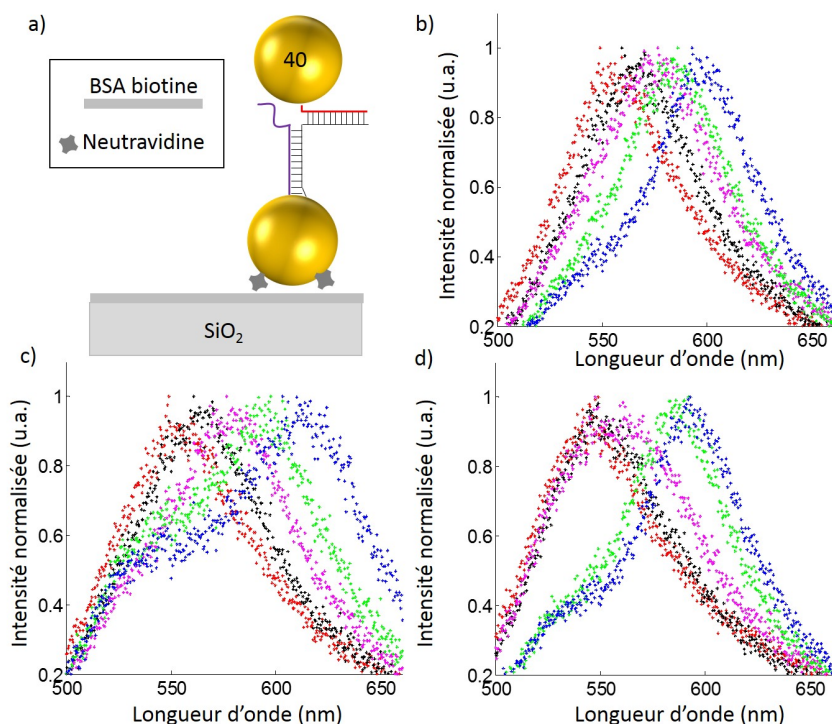 a)
BSA biotine
Neutravidine
40
SiO2
b)
Intensité normalisée (u.a.)
1
0.8
0.6
0.4
0.2
500 550 600 650
Longueur d'onde (nm)
c)
Intensité normalisée (u.a.)
1
0.8
0.6
0.4
0.2
500 550 600 650
Longueur d'onde (nm)
d)
Intensité normalisée (u.a.)
1
0.8
0.6
0.4
0.2
500 550 600 650
Longueur d'onde (nm)